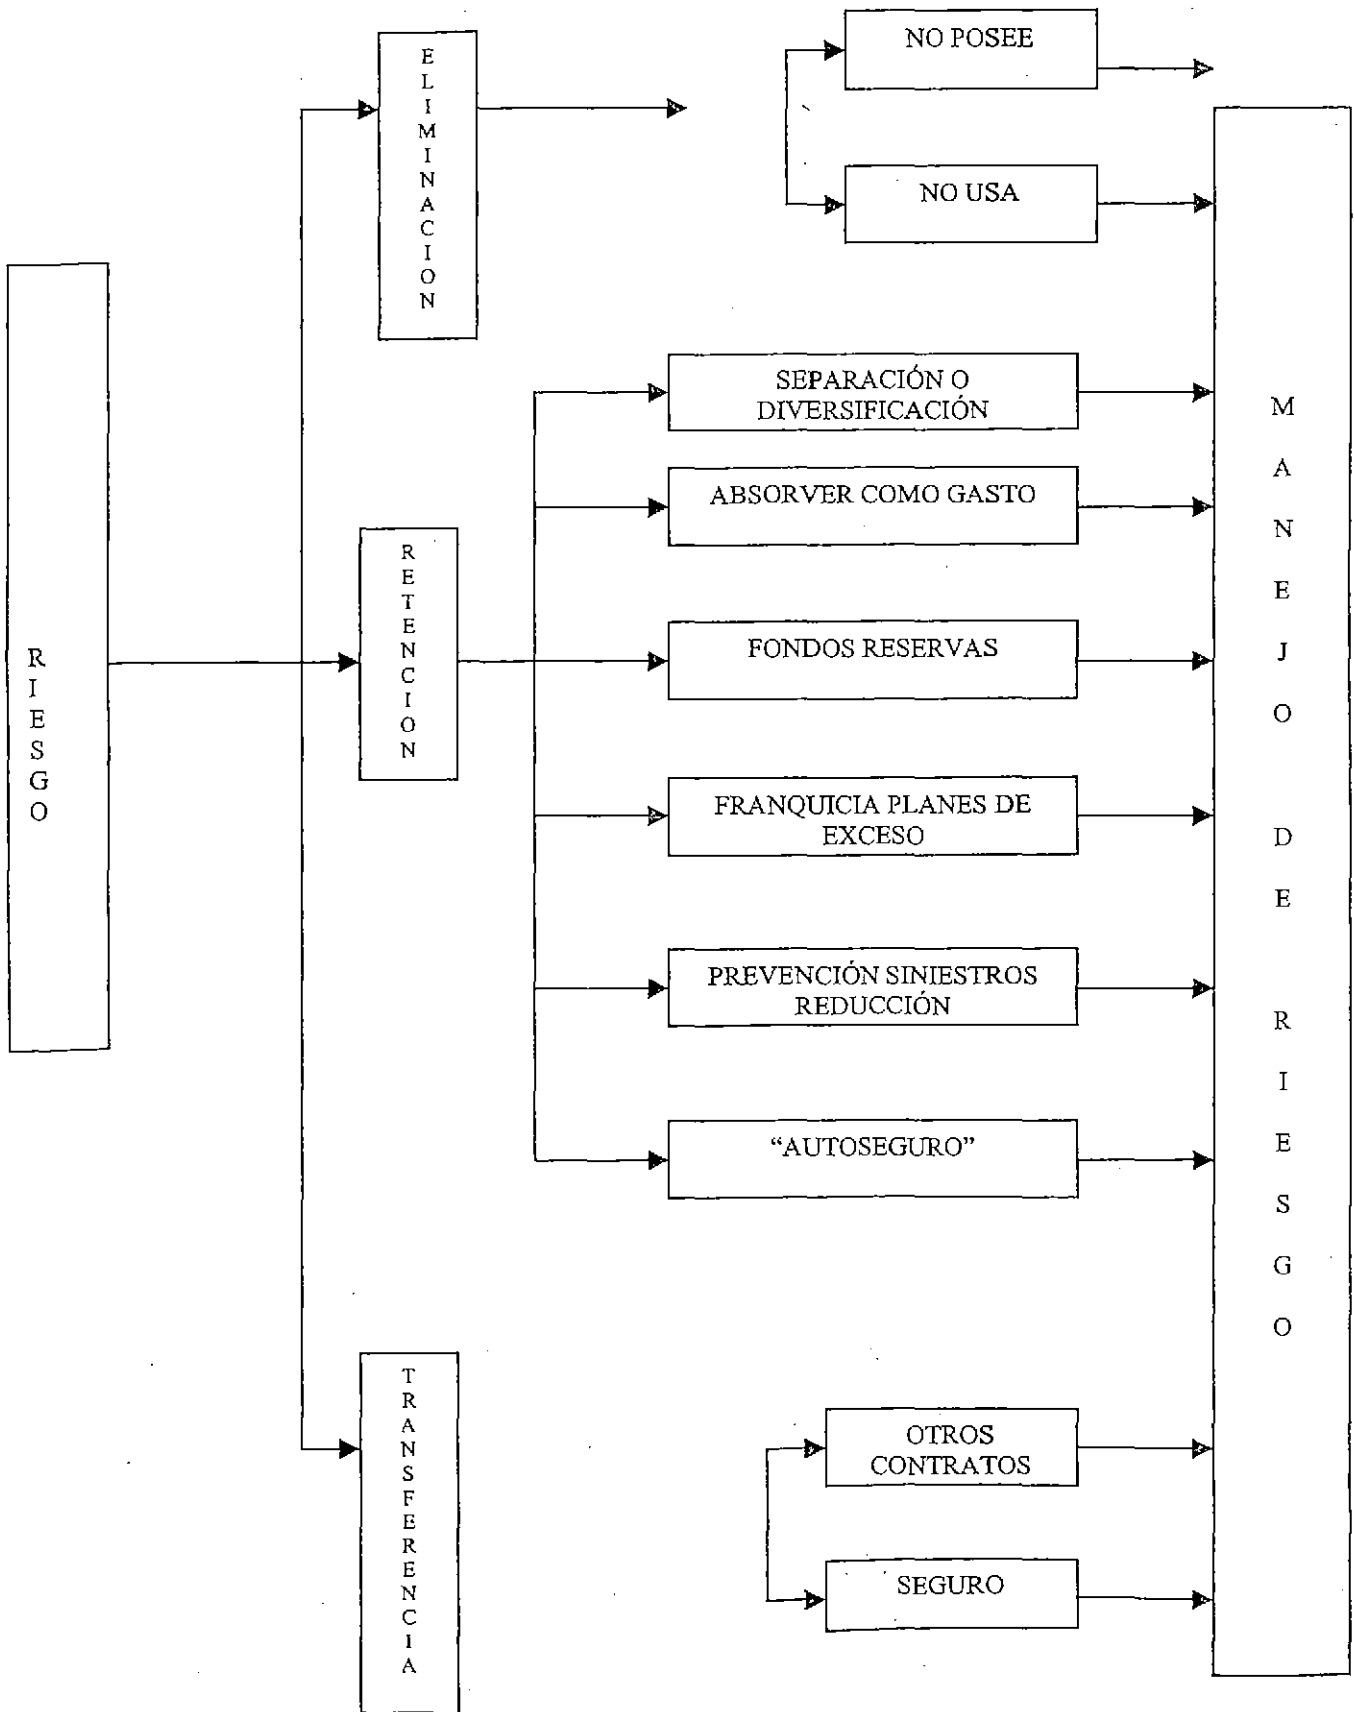 RIESGO
ELIMINACION
RETENCION
TRANSFERENCIA
NO POSEE
NO USA
SEPARACIÓN O
DIVERSIFICACIÓN
ABSORVER COMO GASTO
FONDOS RESERVAS
FRANQUICIA PLANES DE
EXCESO
PREVENCIÓN SINIESTROS
REDUCCIÓN
“AUTOSEGURO”
OTROS
CONTRATOS
SEGURO
MANEJO DE RIESGO